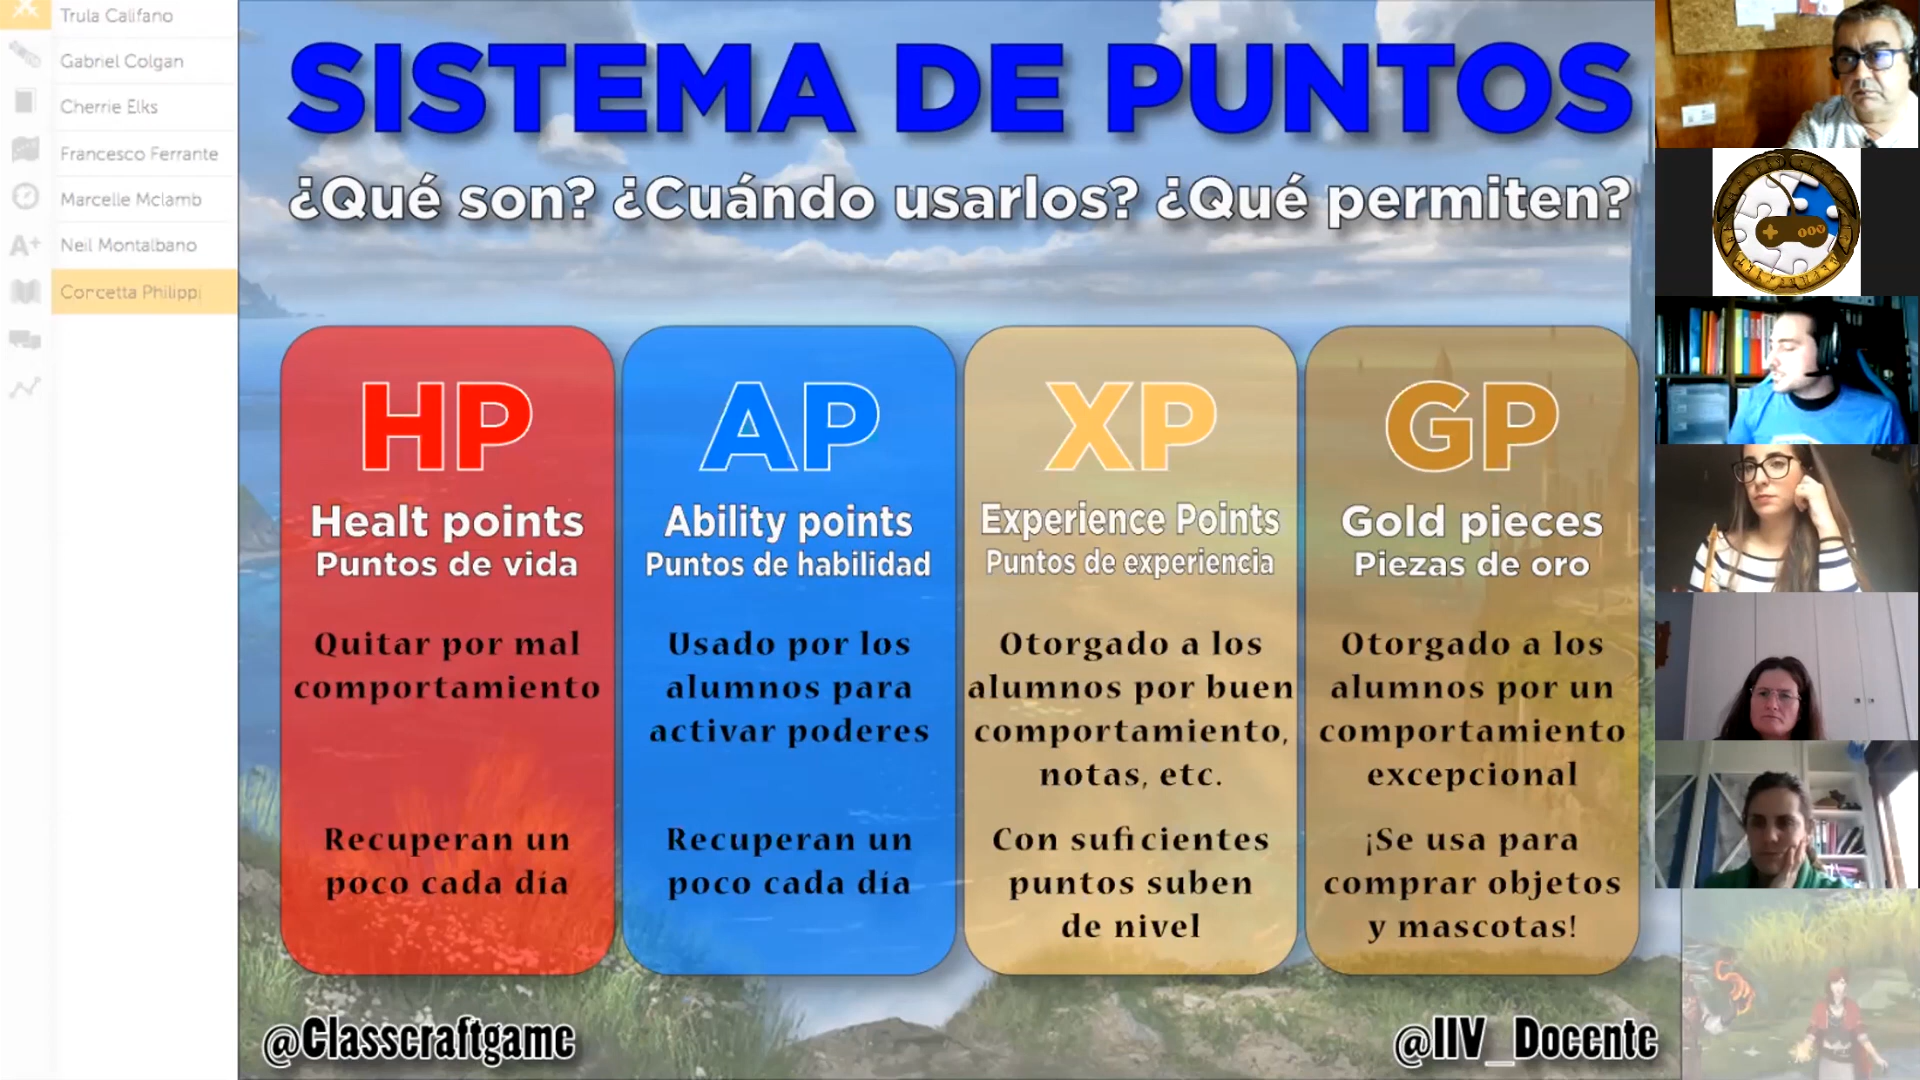 Trula Califano
Gabriel Colgan
Cherrie Elks
Francesco Ferrante
Marcelle Mclamb
A+
Neil Montalbano
Concetta Philippi
SISTEMA DE PUNTOS
¿Qué son? ¿Cuándo usarlos? ¿Qué permiten?
HP
Healt points
Puntos de vida
Quitar por mal
comportamiento
Recuperan un
poco cada día
AP
Ability points
Puntos de habilidad
Usado por los
alumnos para
activar poderes
Recuperan un
poco cada día
XP
Experience Points
Puntos de experiencia
Otorgado a los
alumnos por buen
comportamiento,
notas, etc.
Con suficientes
puntos suben
de nivel
GP
Gold pieces
Piezas de oro
Otorgado a los
alumnos por un
comportamiento
excepcional
¡Se usa para
comprar objetos
y mascotas!
@Classcraftgame
@IIV_Docente
IIV